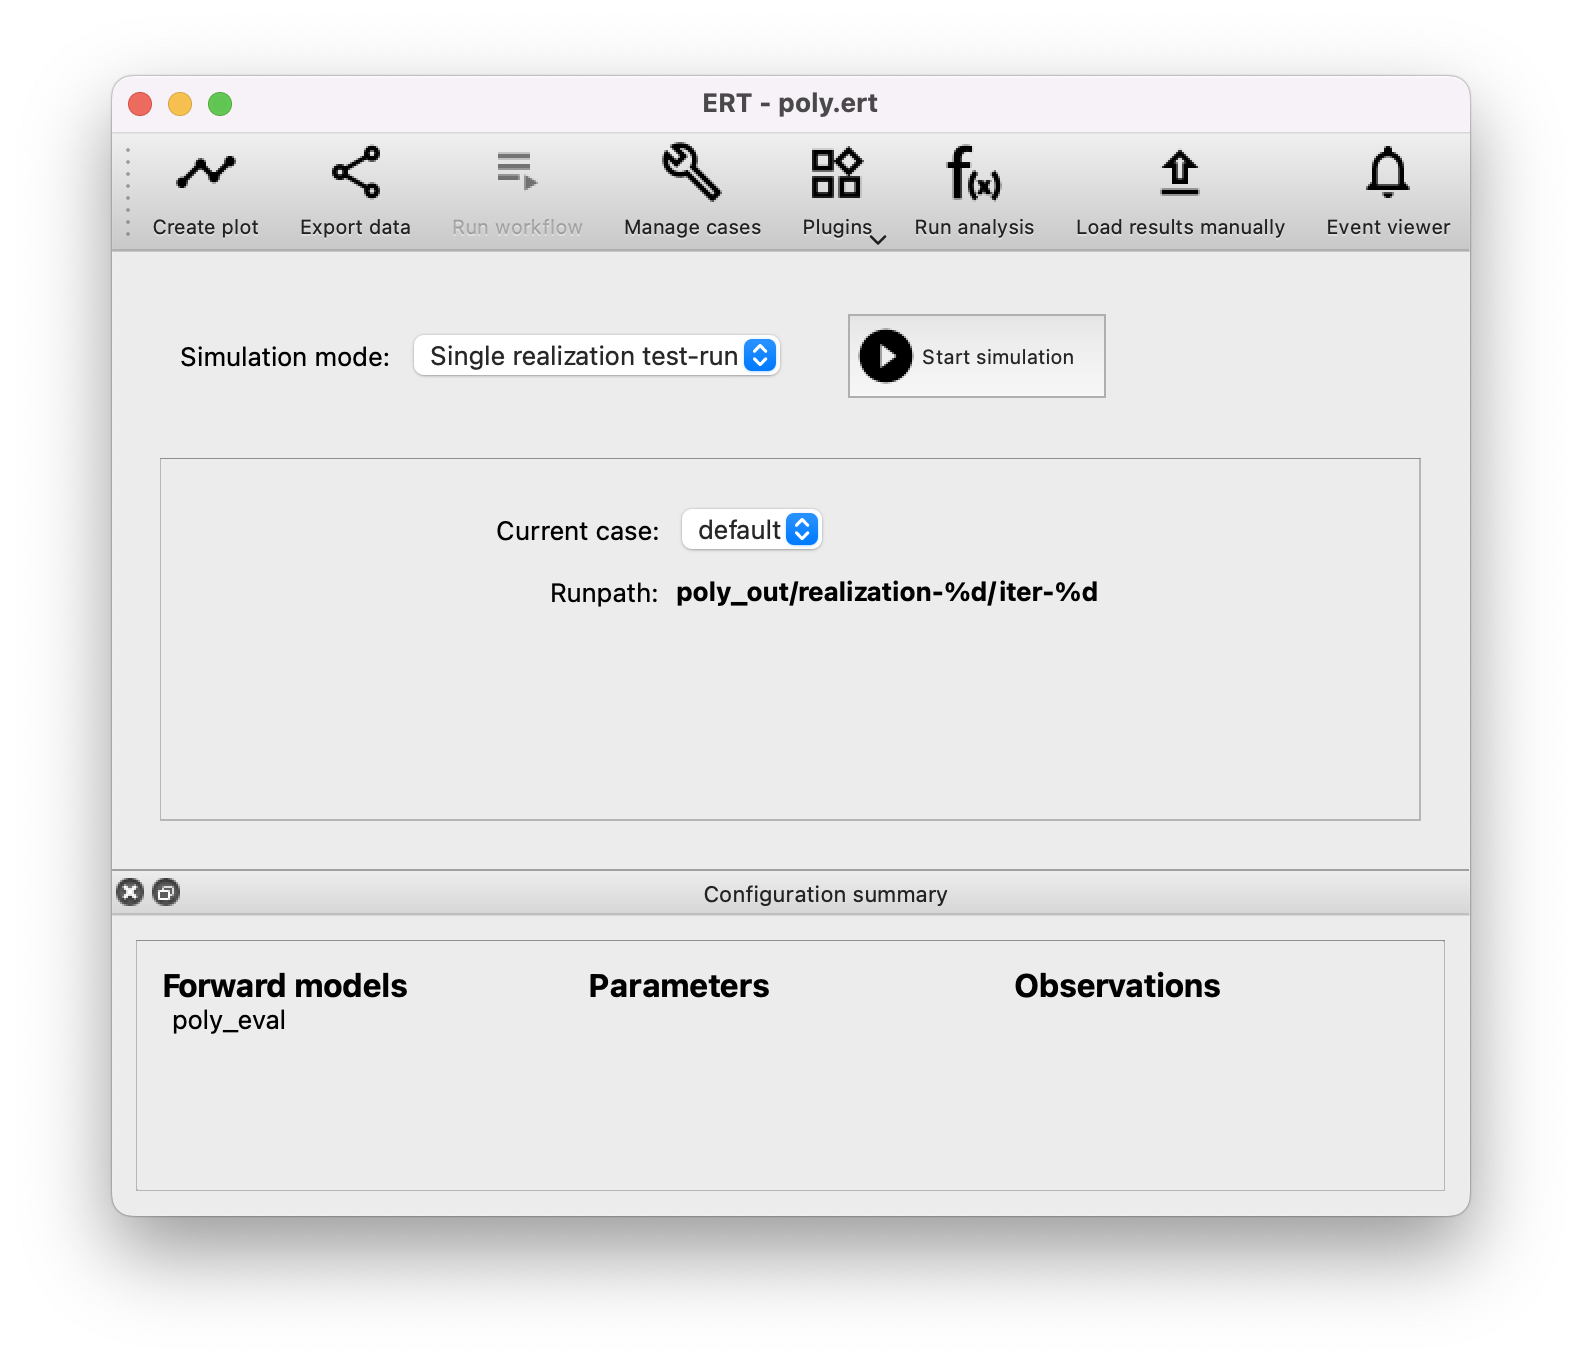 ERT - poly.ert
Create plot Export data Run workflow Manage cases Plugins Run analysis Load results manually Event viewer
Simulation mode: Single realization test-run Start simulation
Current case: default
Runpath: poly_out/realization-%d/iter-%d
Configuration summary
Forward models Parameters Observations
poly_eval